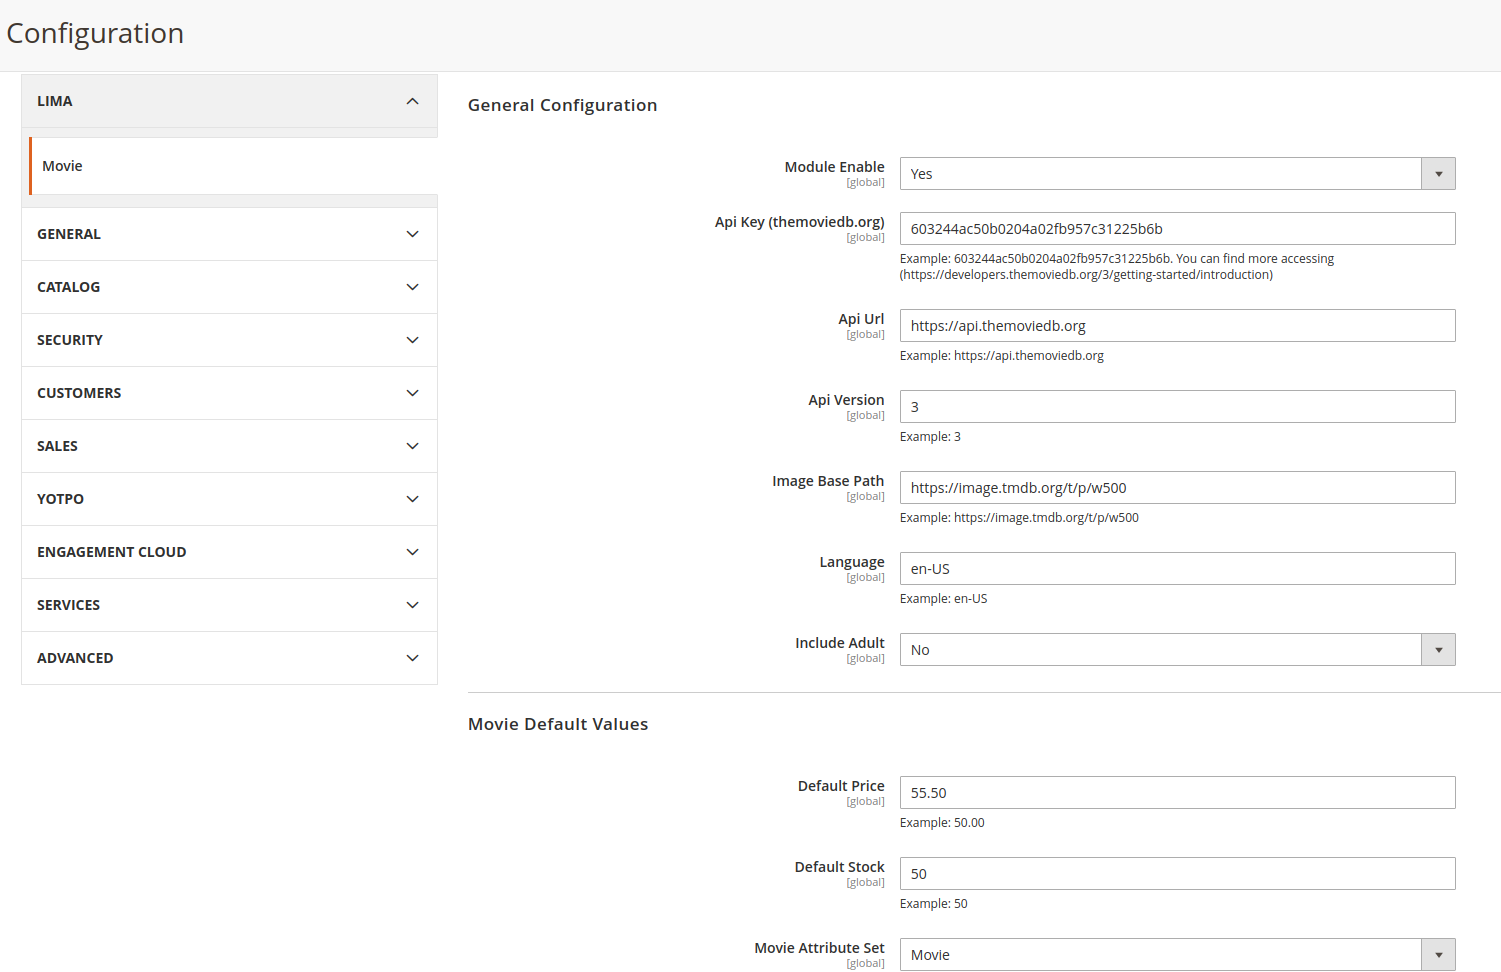 Configuration
LIMA
Movie
GENERAL
CATALOG
SECURITY
CUSTOMERS
SALES
YOTPO
ENGAGEMENT CLOUD
SERVICES
ADVANCED
General Configuration
Module Enable
[global]
Yes
Api Key (themoviedb.org)
[global]
603244ac50b0204a02fb957c31225b6b
Example: 603244ac50b0204a02fb957c31225b6b. You can find more accessing
(https://developers.themoviedb.org/3/getting-started/introduction)
Api Url
[global]
https://api.themoviedb.org
Example: https://api.themoviedb.org
Api Version
[global]
3
Example: 3
Image Base Path
[global]
https://image.tmdb.org/t/p/w500
Example: https://image.tmdb.org/t/p/w500
Language
[global]
en-US
Example: en-US
Include Adult
[global]
No
Movie Default Values
Default Price
[global]
55.50
Example: 50.00
Default Stock
[global]
50
Example: 50
Movie Attribute Set
[global]
Movie